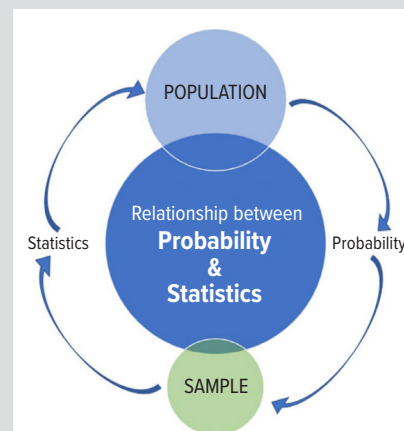 POPULATION
Relationship between
Probability
&
Statistics
Statistics
Probability
SAMPLE